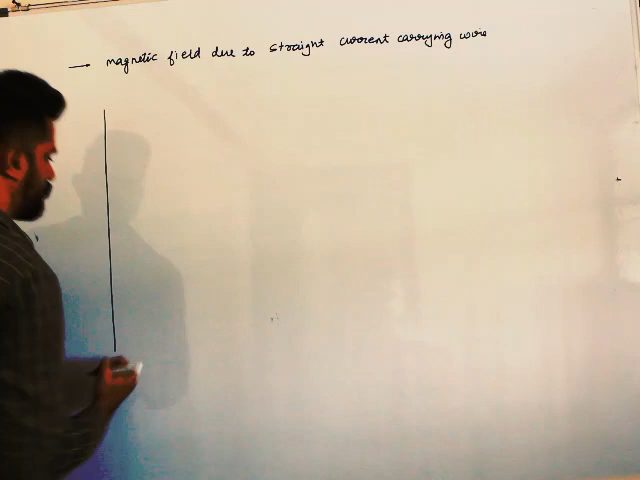 → magnetic field due to straight current carrying wire